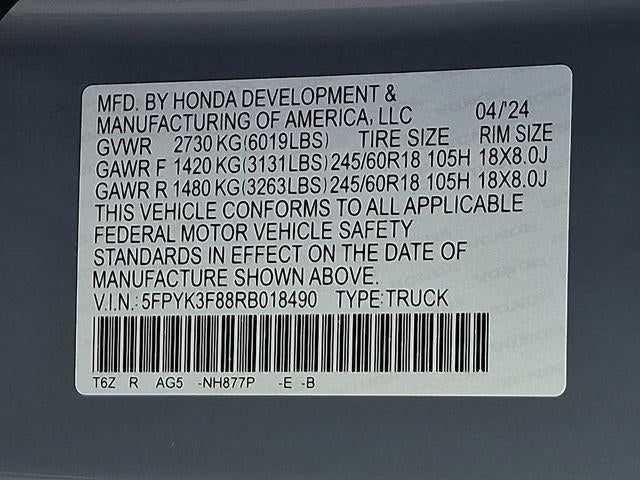 MFD. BY HONDA DEVELOPMENT &
MANUFACTURING OF AMERICA, LLC 04/'24
GVWR 2730 KG(6019LBS) TIRE SIZE RIM SIZE
GAWR F 1420 KG(3131LBS) 245/60R18 105H 18X8.0J
GAWR R 1480 KG(3263LBS) 245/60R18 105H 18X8.0J
THIS VEHICLE CONFORMS TO ALL APPLICABLE
FEDERAL MOTOR VEHICLE SAFETY
STANDARDS IN EFFECT ON THE DATE OF
MANUFACTURE SHOWN ABOVE.
V.I.N.: 5FPYK3F88RB018490 TYPE:TRUCK
T6Z R AG5 -NH877P -E -B